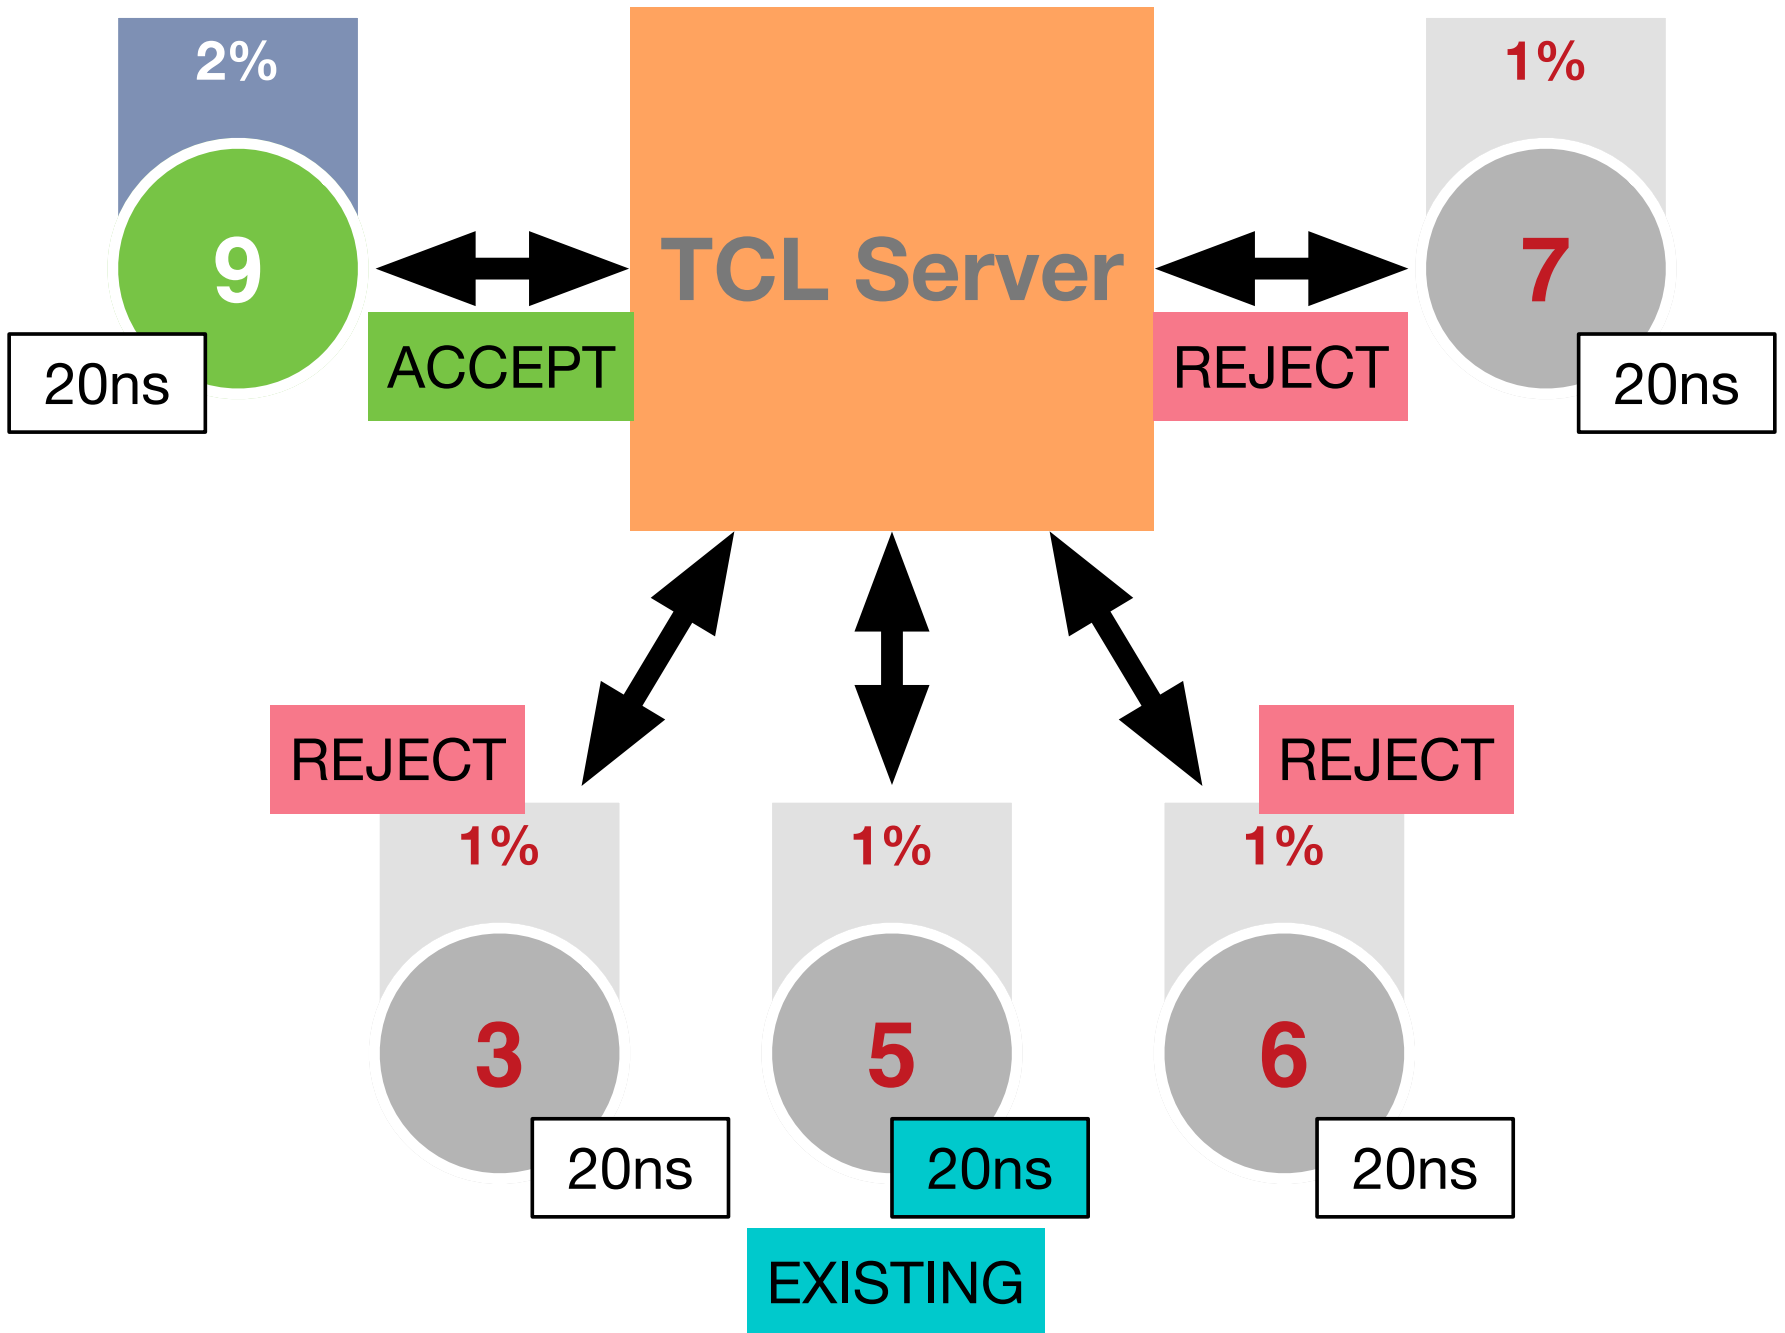 2%
9
20ns
ACCEPT
TCL Server
REJECT
1%
7
20ns
REJECT
1%
3
20ns
1%
5
20ns
EXISTING
REJECT
1%
6
20ns